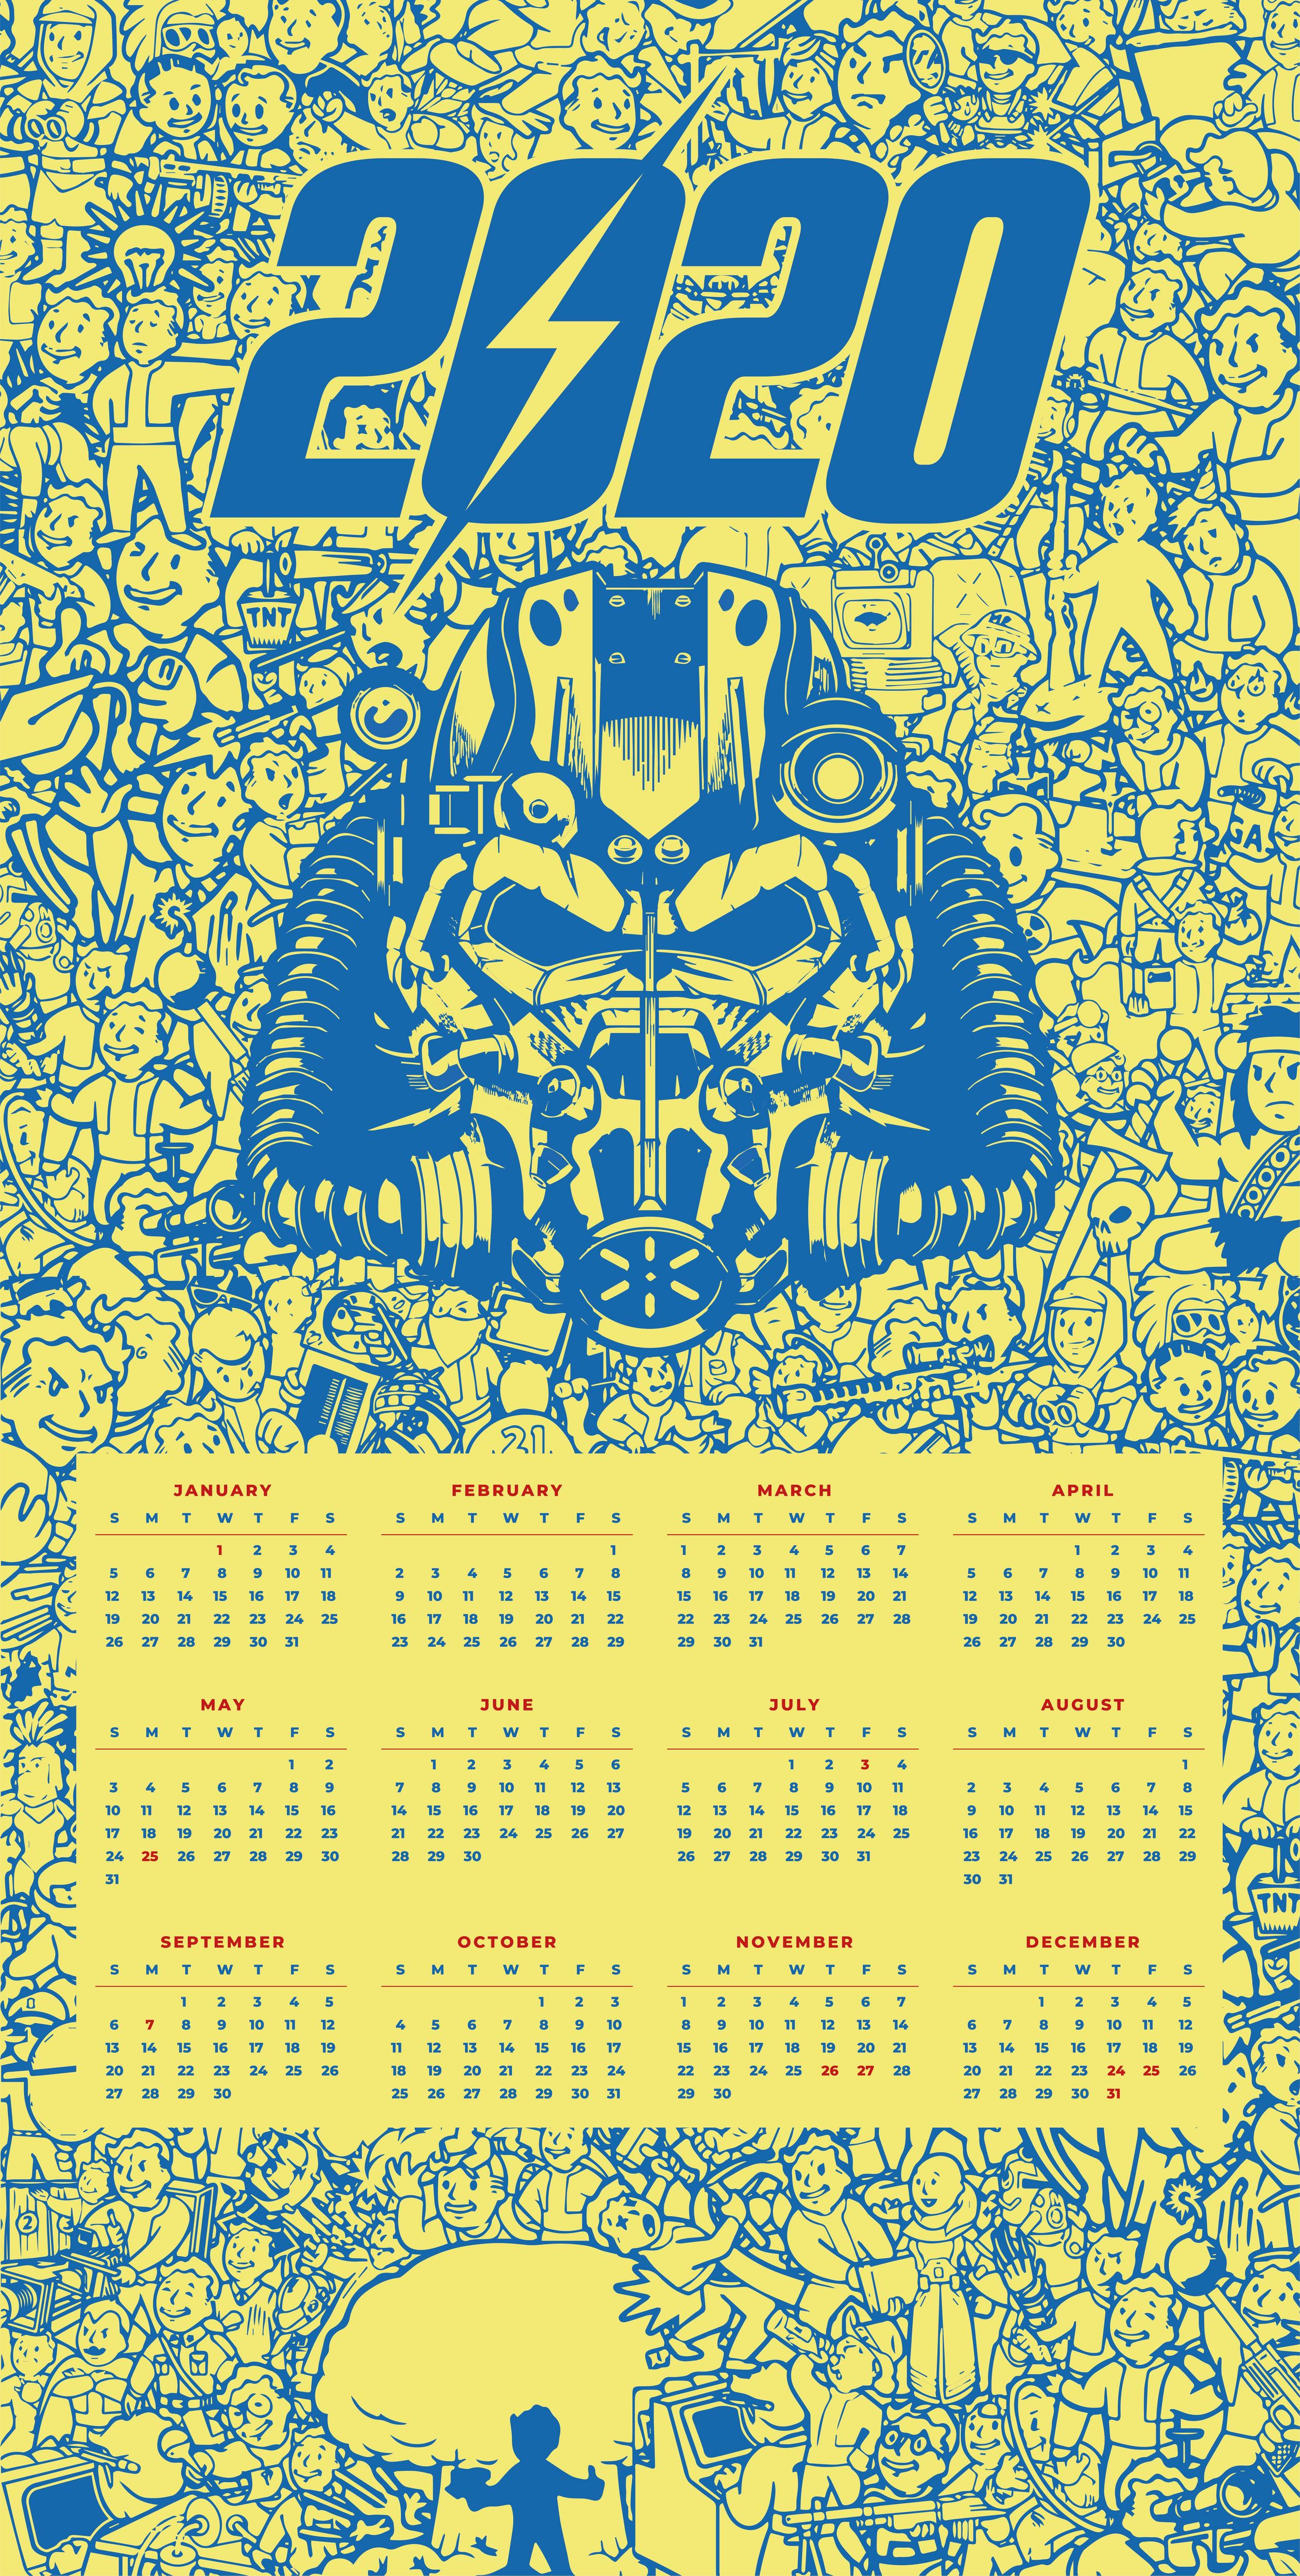 2020
TNT
MP
GA
21
JANUARY FEBRUARY MARCH APRIL
S M T W T F S S M T W T F S S M T W T F S S M T W T F S
1 2 3 4 1 1 2 3 4 5 6 7 1 2 3 4
5 6 7 8 9 10 11 2 3 4 5 6 7 8 8 9 10 11 12 13 14 5 6 7 8 9 10 11
12 13 14 15 16 17 18 9 10 11 12 13 14 15 15 16 17 18 19 20 21 12 13 14 15 16 17 18
19 20 21 22 23 24 25 16 17 18 19 20 21 22 22 23 24 25 26 27 28 19 20 21 22 23 24 25
26 27 28 29 30 31 23 24 25 26 27 28 29 29 30 31 26 27 28 29 30
MAY JUNE JULY AUGUST
S M T W T F S S M T W T F S S M T W T F S S M T W T F S
1 2 1 2 3 4 5 6 1 2 3 4 1
3 4 5 6 7 8 9 7 8 9 10 11 12 13 5 6 7 8 9 10 11 2 3 4 5 6 7 8
10 11 12 13 14 15 16 14 15 16 17 18 19 20 12 13 14 15 16 17 18 9 10 11 12 13 14 15
17 18 19 20 21 22 23 21 22 23 24 25 26 27 19 20 21 22 23 24 25 16 17 18 19 20 21 22
24 25 26 27 28 29 30 28 29 30 26 27 28 29 30 31 23 24 25 26 27 28 29
31 30 31
TNT
SEPTEMBER OCTOBER NOVEMBER DECEMBER
S M T W T F S S M T W T F S S M T W T F S S M T W T F S
1 2 3 4 5 1 2 3 1 2 3 4 5 6 7 1 2 3 4 5
6 7 8 9 10 11 12 4 5 6 7 8 9 10 8 9 10 11 12 13 14 6 7 8 9 10 11 12
13 14 15 16 17 18 19 11 12 13 14 15 16 17 15 16 17 18 19 20 21 13 14 15 16 17 18 19
20 21 22 23 24 25 26 18 19 20 21 22 23 24 22 23 24 25 26 27 28 20 21 22 23 24 25 26
27 28 29 30 25 26 27 28 29 30 31 29 30 27 28 29 30 31
2 3